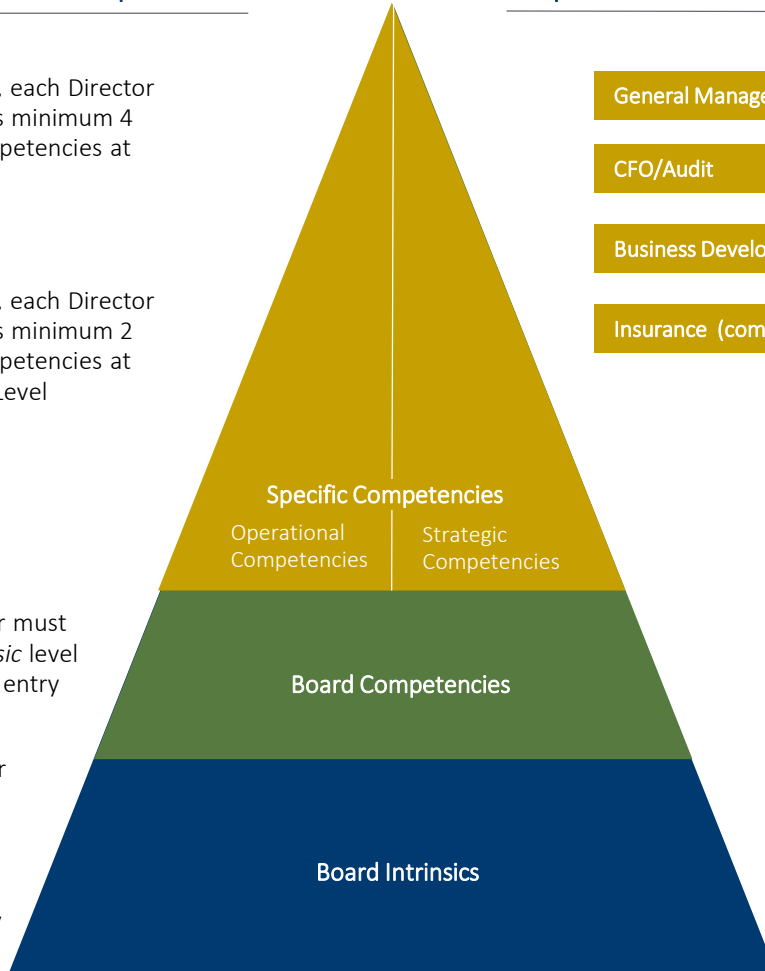 , each Director
s minimum 4
petencies at
, each Director
s minimum 2
petencies at
Level
r must
sic level
entry
r
General Manage
CFO/Audit
Business Develo
Insurance (com
Specific Competencies
Operational
Competencies
Strategic
Competencies
Board Competencies
Board Intrinsics